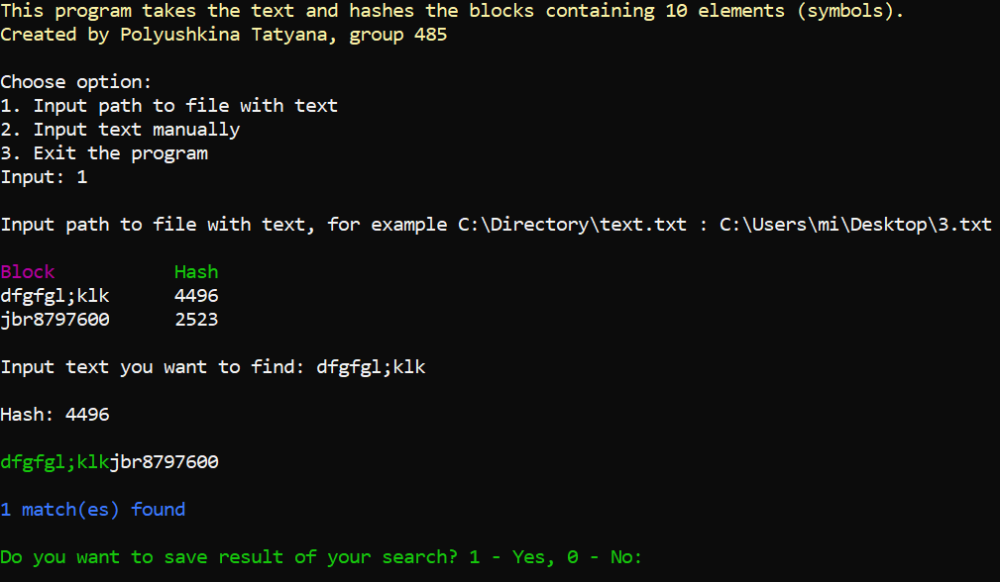 This program takes the text and hashes the blocks containing 10 elements (symbols).
Created by Polyushkina Tatyana, group 485
Choose option:
1. Input path to file with text
2. Input text manually
3. Exit the program
Input: 1
Input path to file with text, for example C:\Directory\text.txt : C:\Users\mi\Desktop\3.txt
Block Hash
dfgfgl;klk 4496
jbr8797600 2523
Input text you want to find: dfgfgl;klk
Hash: 4496
dfgfgl;klkjbr8797600
1 match(es) found
Do you want to save result of your search? 1 - Yes, 0 - No: